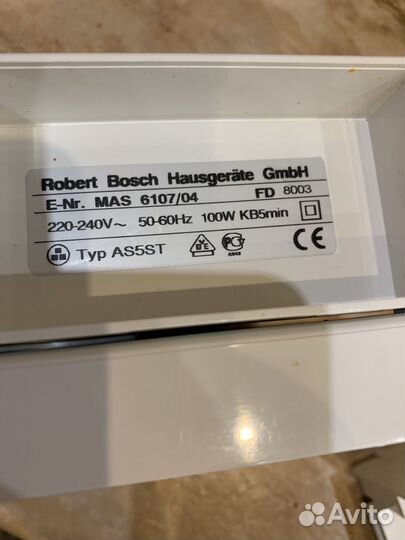 Robert Bosch Hausgeräte GmbH
E-Nr. MAS 6107/04 FD 8003
220-240V~ 50-60Hz 100W KB5min
Typ AS5ST VDE CE
Avito